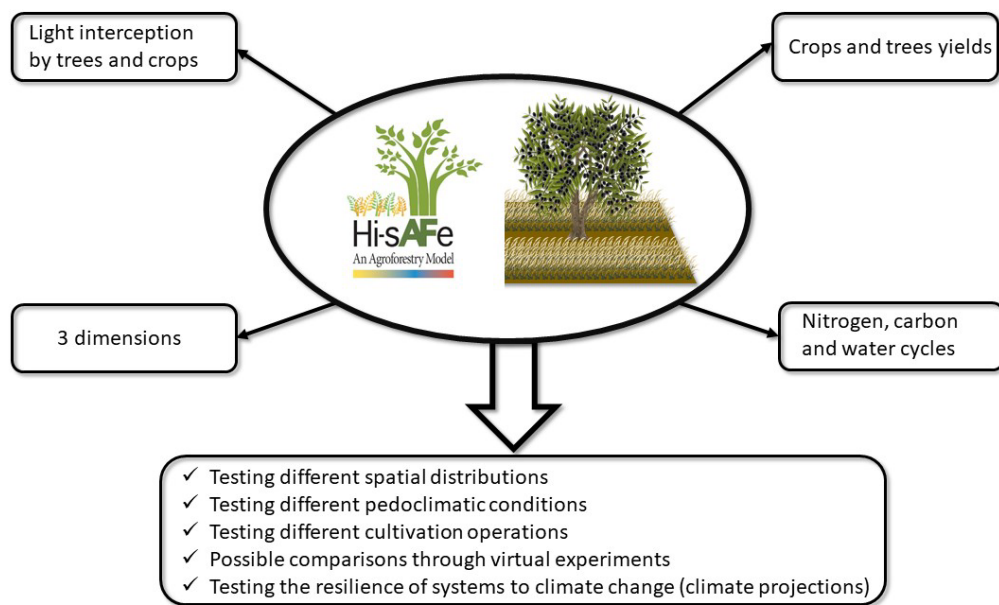 Light interception
by trees and crops
Crops and trees yields
Hi-sAFe
An Agroforestry Model
3 dimensions
Nitrogen, carbon
and water cycles
✓ Testing different spatial distributions
✓ Testing different pedoclimatic conditions
✓ Testing different cultivation operations
✓ Possible comparisons through virtual experiments
✓ Testing the resilience of systems to climate change (climate projections)